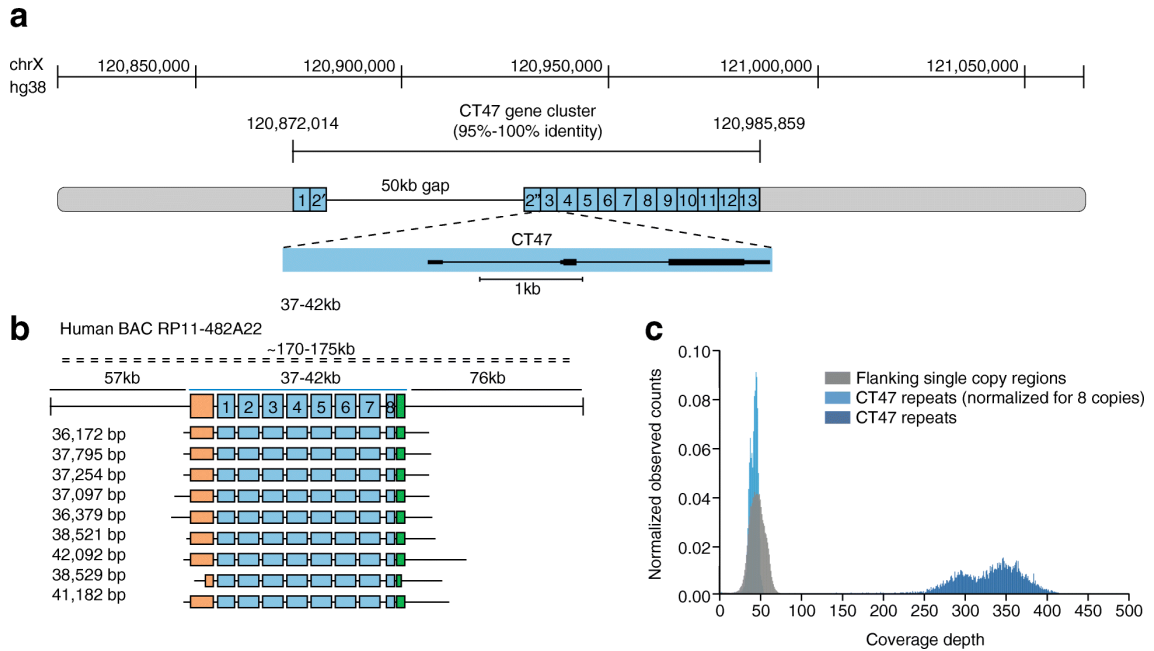 a
chrX
hg38
120,850,000 120,900,000 120,950,000 121,000,000 121,050,000
CT47 gene cluster
(95%-100% identity)
120,872,014 120,985,859
50kb gap
1 2′ 2” 3 4 5 6 7 8 9 10 11 12 13
CT47
1kb
37-42kb
b
Human BAC RP11-482A22
~170-175kb
57kb 37-42kb 76kb
1 2 3 4 5 6 7 8
36,172 bp
37,795 bp
37,254 bp
37,097 bp
36,379 bp
38,521 bp
42,092 bp
38,529 bp
41,182 bp
c
Normalized observed counts
0.10
0.08
0.06
0.04
0.02
0.00
Flanking single copy regions
CT47 repeats (normalized for 8 copies)
CT47 repeats
0 50 100 150 200 250 300 350 400 450 500
Coverage depth